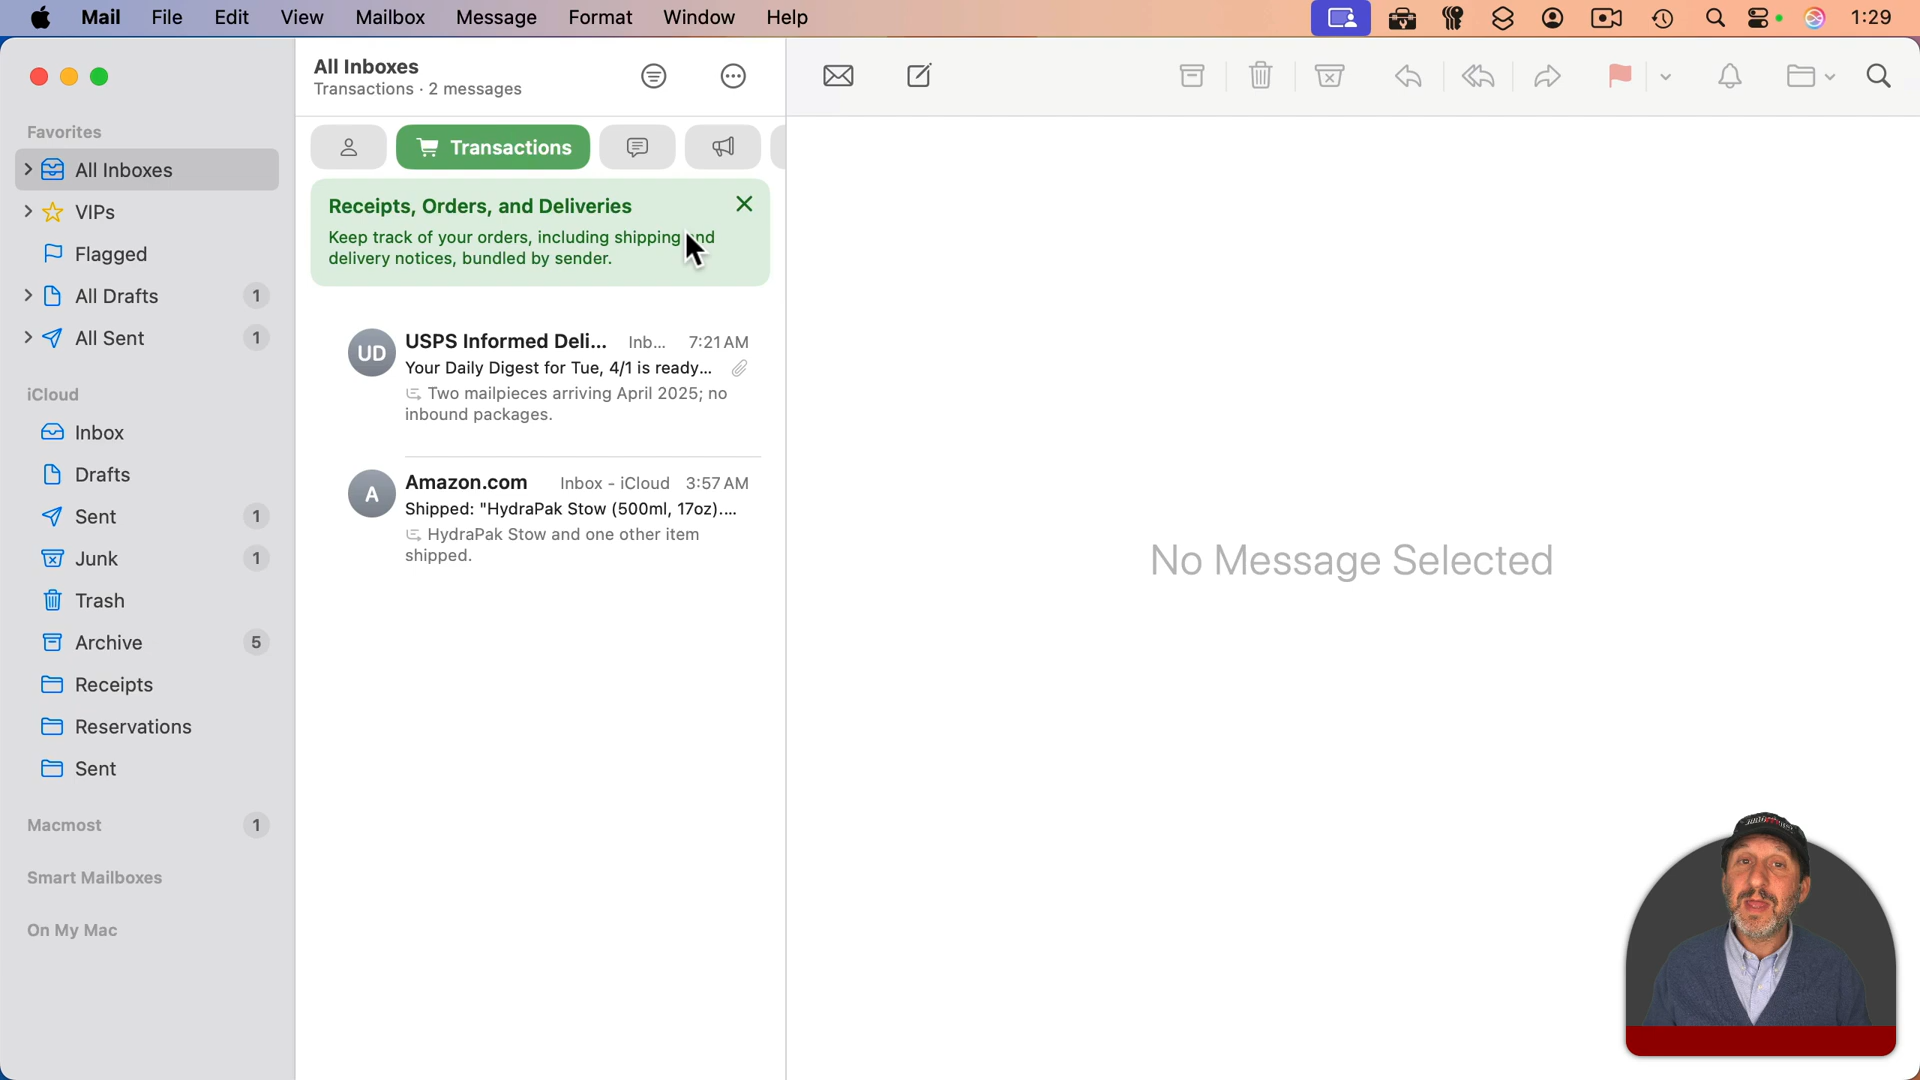 Mail File Edit View Mailbox Message Format Window Help 1:29
All Inboxes
Transactions · 2 messages
Favorites
All Inboxes
VIPs
Flagged
All Drafts 1
All Sent 1
iCloud
Inbox
Drafts
Sent 1
Junk 1
Trash
Archive 5
Receipts
Reservations
Sent
Macmost 1
Smart Mailboxes
On My Mac
Transactions
Receipts, Orders, and Deliveries
Keep track of your orders, including shipping and
delivery notices, bundled by sender.
UD
USPS Informed Deli... Inb... 7:21 AM
Your Daily Digest for Tue, 4/1 is ready...
Two mailpieces arriving April 2025; no
inbound packages.
A
Amazon.com Inbox - iCloud 3:57 AM
Shipped: "HydraPak Stow (500ml, 17oz)....
HydraPak Stow and one other item
shipped.
No Message Selected